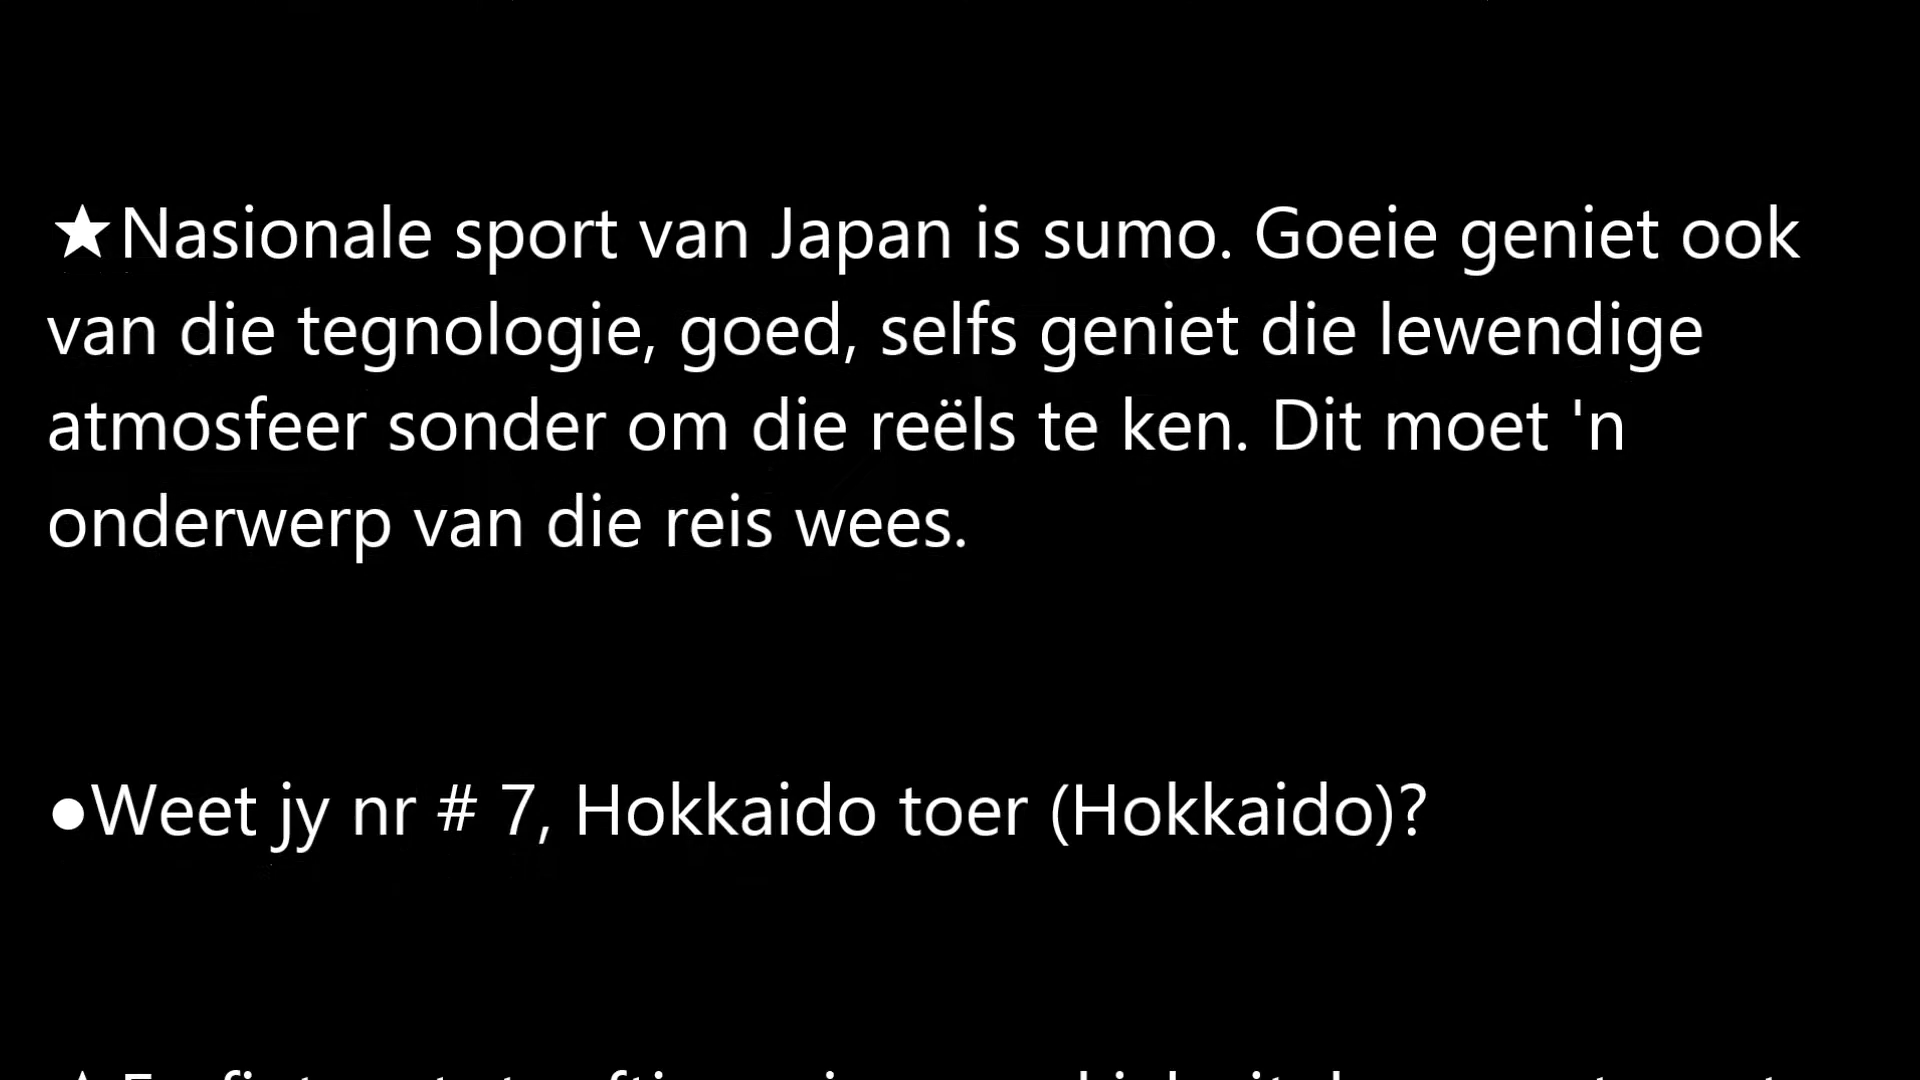 ★Nasionale sport van Japan is sumo. Goeie geniet ook
van die tegnologie, goed, selfs geniet die lewendige
atmosfeer sonder om die reëls te ken. Dit moet 'n
onderwerp van die reis wees.
●Weet jy nr # 7, Hokkaido toer (Hokkaido)?